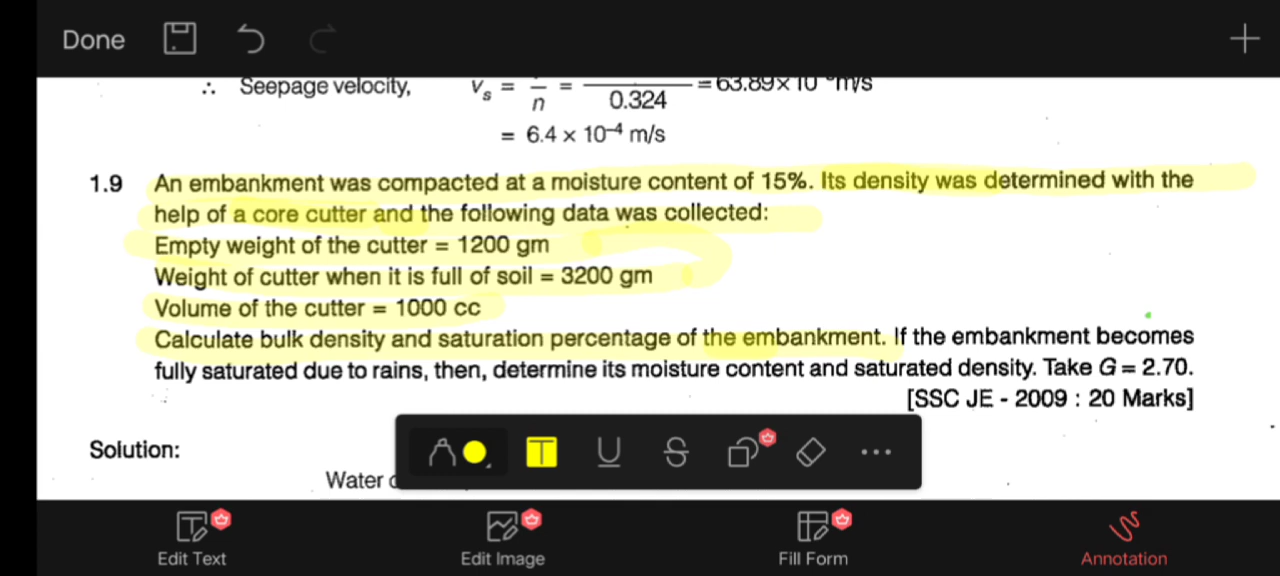 Done
∴ Seepage velocity, Vs = — = ——— = 63.89×10 m/s
n 0.324
= 6.4 × 10⁻⁴ m/s
1.9 An embankment was compacted at a moisture content of 15%. Its density was determined with the
help of a core cutter and the following data was collected:
Empty weight of the cutter = 1200 gm
Weight of cutter when it is full of soil = 3200 gm
Volume of the cutter = 1000 cc
Calculate bulk density and saturation percentage of the embankment. If the embankment becomes
fully saturated due to rains, then, determine its moisture content and saturated density. Take G = 2.70.
[SSC JE - 2009 : 20 Marks]
Solution:
Water
T U S
Edit Text Edit Image Fill Form Annotation